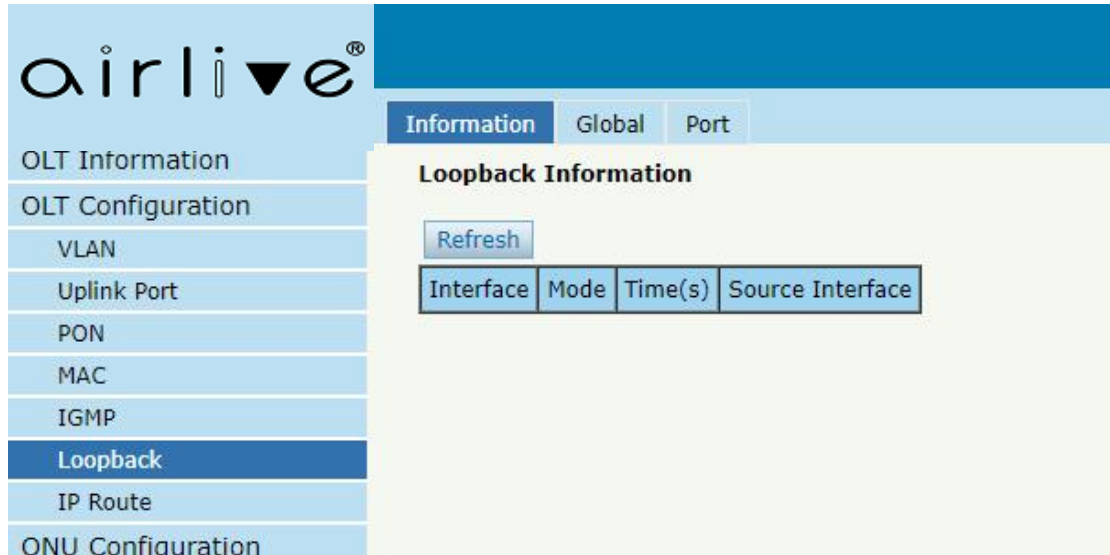 airlive®
Information Global Port
OLT Information
Loopback Information
OLT Configuration
VLAN
Refresh
Uplink Port
Interface Mode Time(s) Source Interface
PON
MAC
IGMP
Loopback
IP Route
ONU Configuration